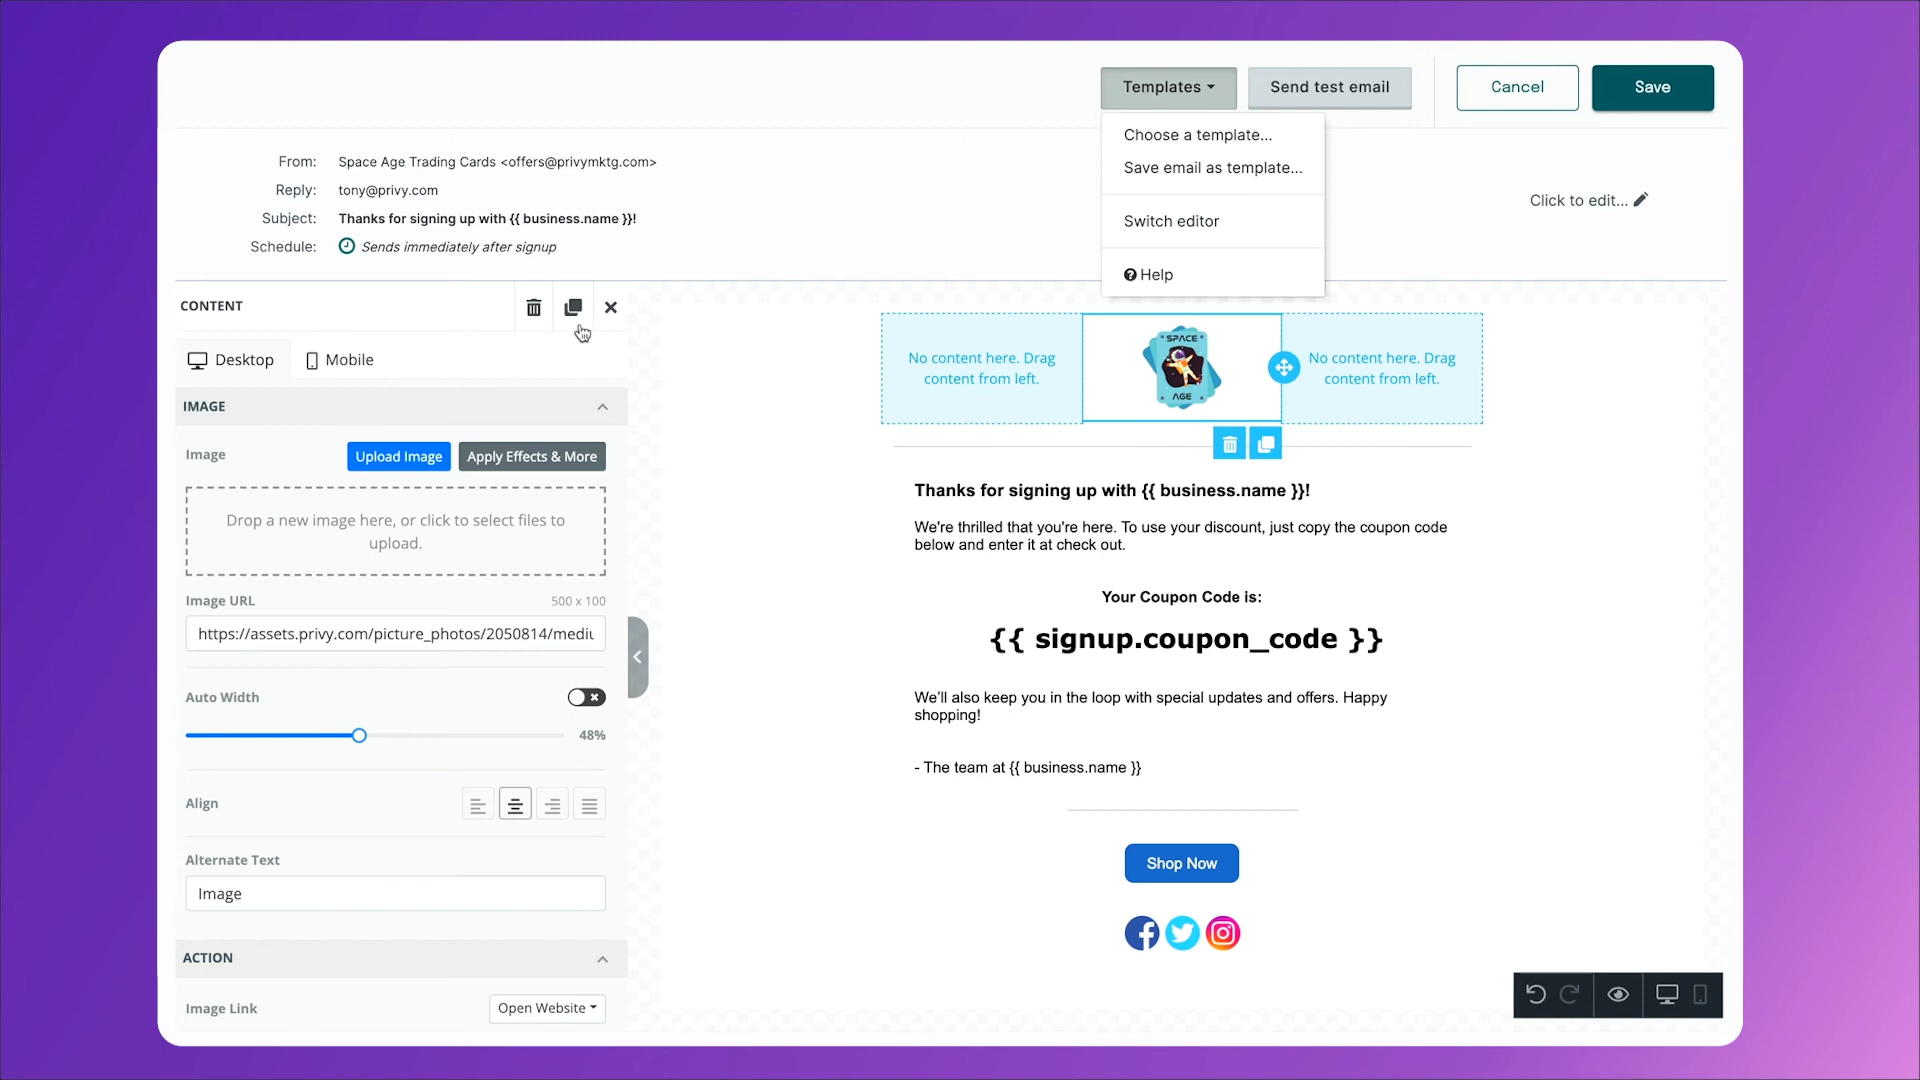 Templates
Send test email
Cancel
Save
Choose a template...
Save email as template...
Switch editor
Help
From: Space Age Trading Cards <offers@privymktg.com>
Reply: tony@privy.com
Subject: Thanks for signing up with {{ business.name }}!
Schedule: Sends immediately after signup
Click to edit...
CONTENT
Desktop
Mobile
IMAGE
Image
Upload Image
Apply Effects & More
Drop a new image here, or click to select files to
upload.
Image URL
500 x 100
https://assets.privy.com/picture_photos/2050814/mediu
Auto Width
48%
Align
Alternate Text
Image
ACTION
Image Link
Open Website
No content here. Drag
content from left.
SPACE
AGE
No content here. Drag
content from left.
Thanks for signing up with {{ business.name }}!
We're thrilled that you're here. To use your discount, just copy the coupon code
below and enter it at check out.
Your Coupon Code is:
{{ signup.coupon_code }}
We'll also keep you in the loop with special updates and offers. Happy
shopping!
- The team at {{ business.name }}
Shop Now